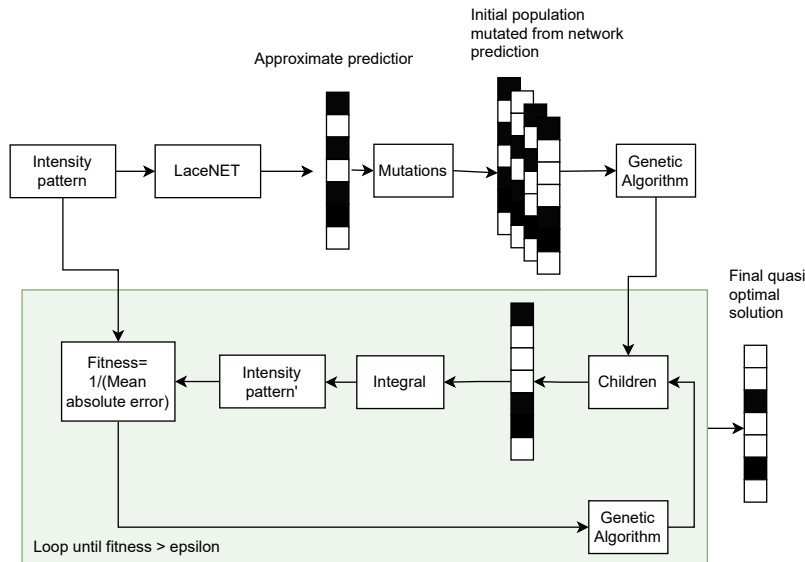 Initial population
mutated from network
prediction
Approximate predictior
Intensity
pattern
LaceNET
Mutations
Genetic
Algorithm
Final quasi
optimal
solution
Fitness=
1/(Mean
absolute error)
Intensity
pattern'
Integral
Children
Genetic
Algorithm
Loop until fitness > epsilon